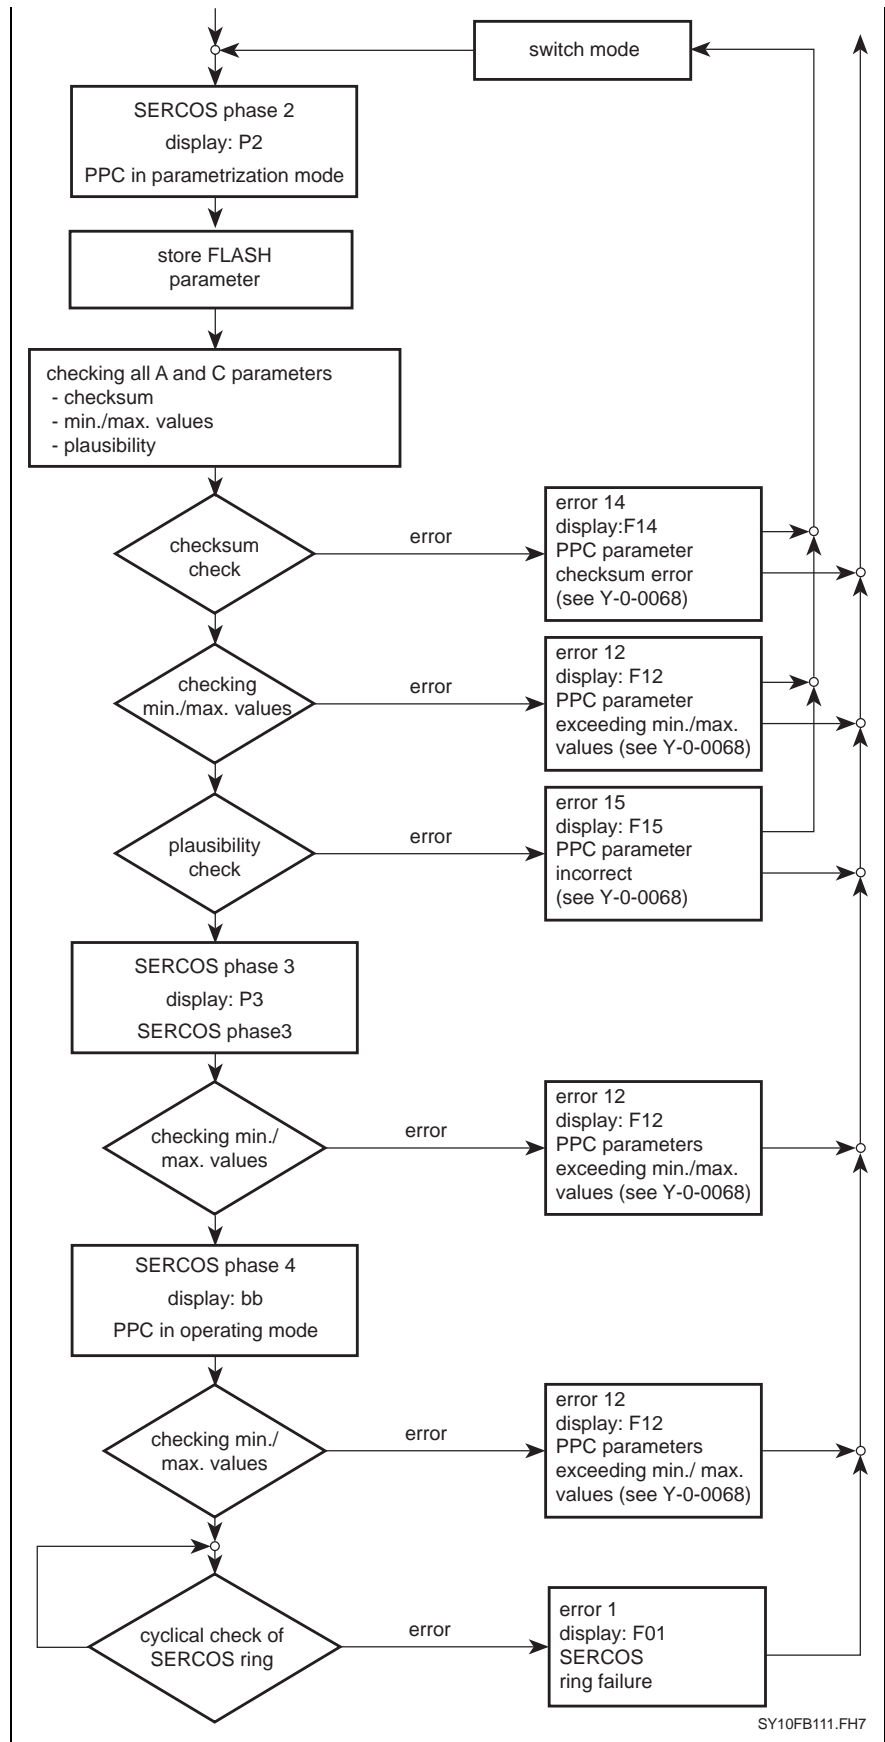 switch mode
SERCOS phase 2
display: P2
PPC in parametrization mode
store FLASH
parameter
checking all A and C parameters
- checksum
- min./max. values
- plausibility
checksum
check
error
error 14
display:F14
PPC parameter
checksum error
(see Y-0-0068)
checking
min./max. values
error
error 12
display: F12
PPC parameter
exceeding min./max.
values (see Y-0-0068)
plausibility
check
error
error 15
display: F15
PPC parameter
incorrect
(see Y-0-0068)
SERCOS phase 3
display: P3
SERCOS phase3
checking min./
max. values
error
error 12
display: F12
PPC parameters
exceeding min./max.
values (see Y-0-0068)
SERCOS phase 4
display: bb
PPC in operating mode
checking min./
max. values
error
error 12
display: F12
PPC parameters
exceeding min./ max.
values (see Y-0-0068)
cyclical check of
SERCOS ring
error
error 1
display: F01
SERCOS
ring failure
SY10FB111.FH7